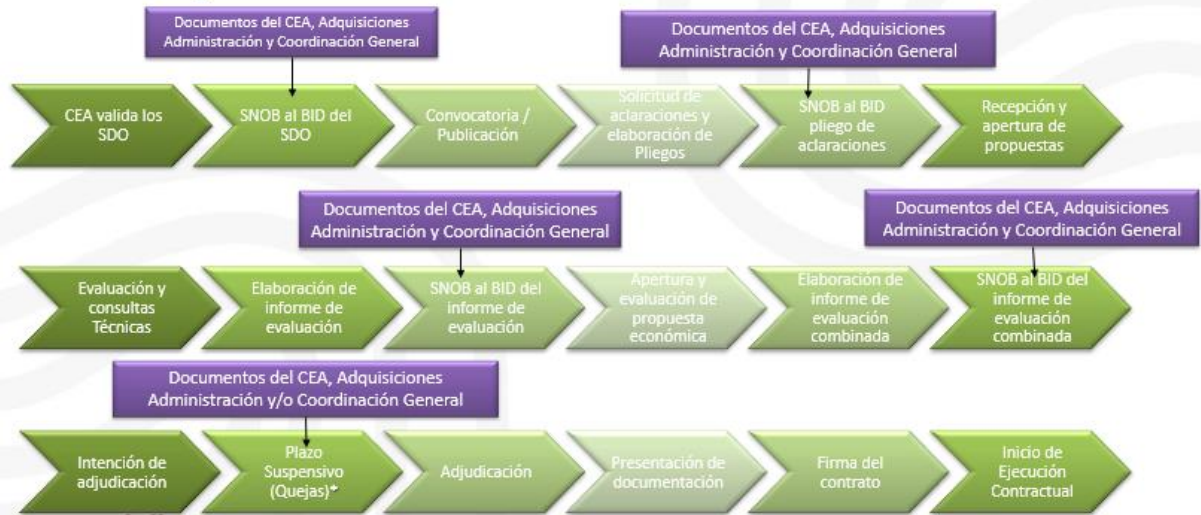 Documentos del CEA, Adquisiciones
Administración y Coordinación General
Documentos del CEA, Adquisiciones
Administración y Coordinación General
CEA valida los
SDO
SNOB al BID del
SDO
Convocatoria /
Publicación
Solicitud de
aclaraciones y
elaboración de
Pliegos
SNOB al BID
pliego de
aclaraciones
Recepción y
apertura de
propuestas
Documentos del CEA, Adquisiciones
Administración y Coordinación General
Documentos del CEA, Adquisiciones
Administración y Coordinación General
Evaluación y
consultas
Técnicas
Elaboración de
informe de
evaluación
SNOB al BID del
informe de
evaluación
Apertura y
evaluación de
propuesta
económica
Elaboración de
informe de
evaluación
combinada
SNOB al BID del
informe de
evaluación
combinada
Documentos del CEA, Adquisiciones
Administración y/o Coordinación General
Intención de
adjudicación
Plazo
Suspensivo
(Quejas)*
Adjudicación
Presentación de
documentación
Firma del
contrato
Inicio de
Ejecución
Contractual